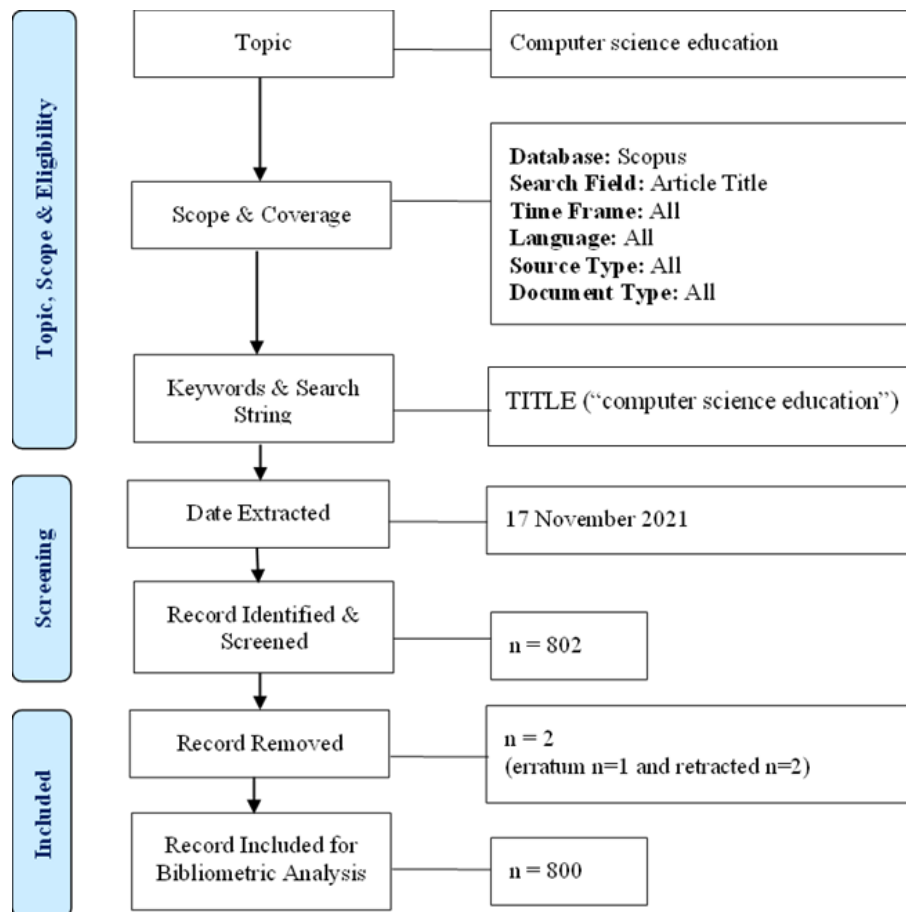 Topic, Scope & Eligibility
Topic
Computer science education
Scope & Coverage
Database: Scopus
Search Field: Article Title
Time Frame: All
Language: All
Source Type: All
Document Type: All
Keywords & Search
String
TITLE (“computer science education”)
Screening
Date Extracted
17 November 2021
Record Identified &
Screened
n = 802
Included
Record Removed
n = 2
(erratum n=1 and retracted n=2)
Record Included for
Bibliometric Analysis
n = 800